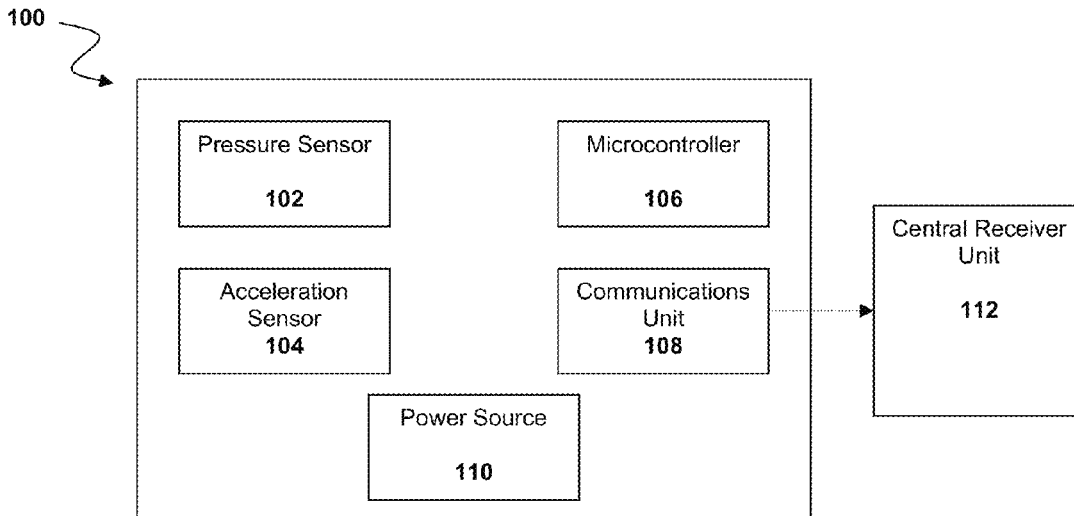 100
Pressure Sensor
102
Microcontroller
106
Acceleration
Sensor
104
Communications
Unit
108
Central Receiver
Unit
112
Power Source
110